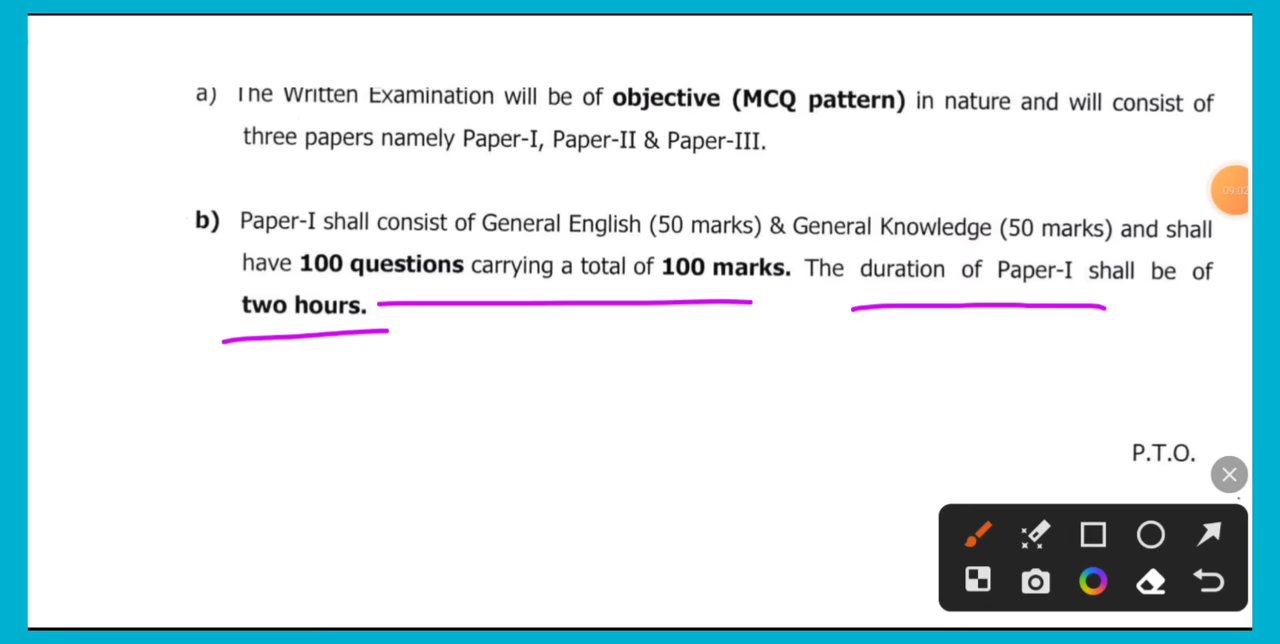 a) The Written Examination will be of objective (MCQ pattern) in nature and will consist of
three papers namely Paper-I, Paper-II & Paper-III.
b) Paper-I shall consist of General English (50 marks) & General Knowledge (50 marks) and shall
have 100 questions carrying a total of 100 marks. The duration of Paper-I shall be of
two hours.
P.T.O.
09:02